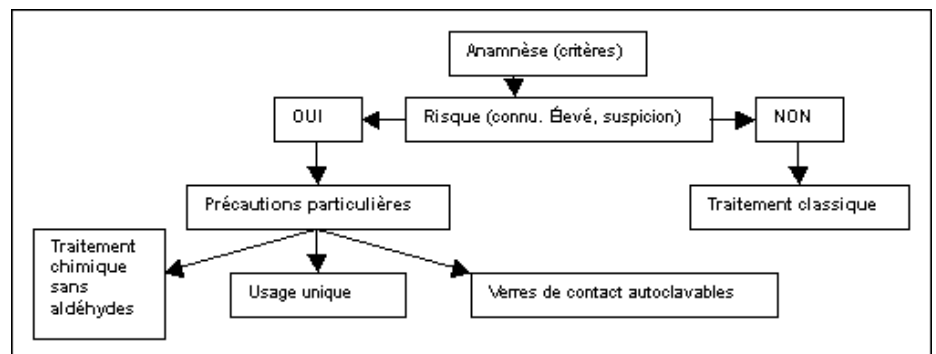 Anamnèse (critères)
OUI
Risque (connu. Élevé, suspicion)
NON
Précautions particulières
Traitement classique
Traitement
chimique
sans
aldéhydes
Usage unique
Verres de contact autoclavables